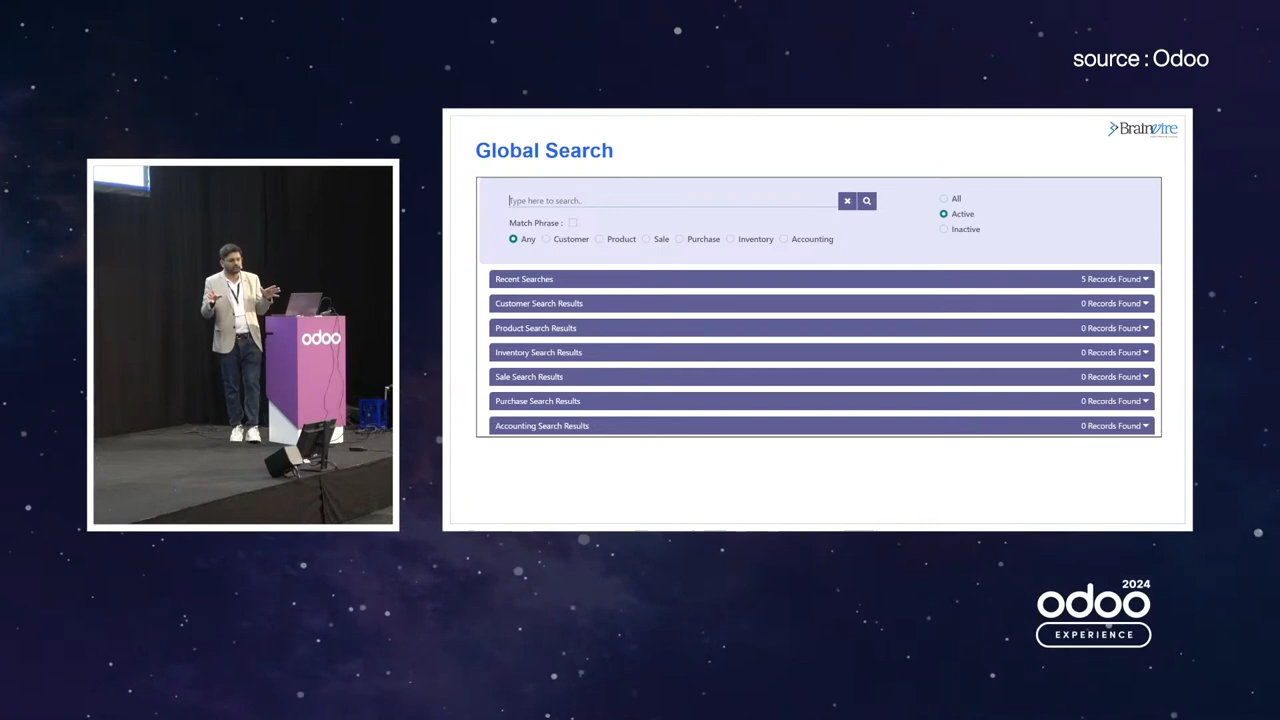 source : Odoo
Brainvire
Global Search
Type here to search..
All
Match Phrase :
Active
Inactive
Any Customer Product Sale Purchase Inventory Accounting
Recent Searches 5 Records Found
Customer Search Results 0 Records Found
Product Search Results 0 Records Found
Inventory Search Results 0 Records Found
Sale Search Results 0 Records Found
Purchase Search Results 0 Records Found
Accounting Search Results 0 Records Found
odoo
2024
odoo
EXPERIENCE